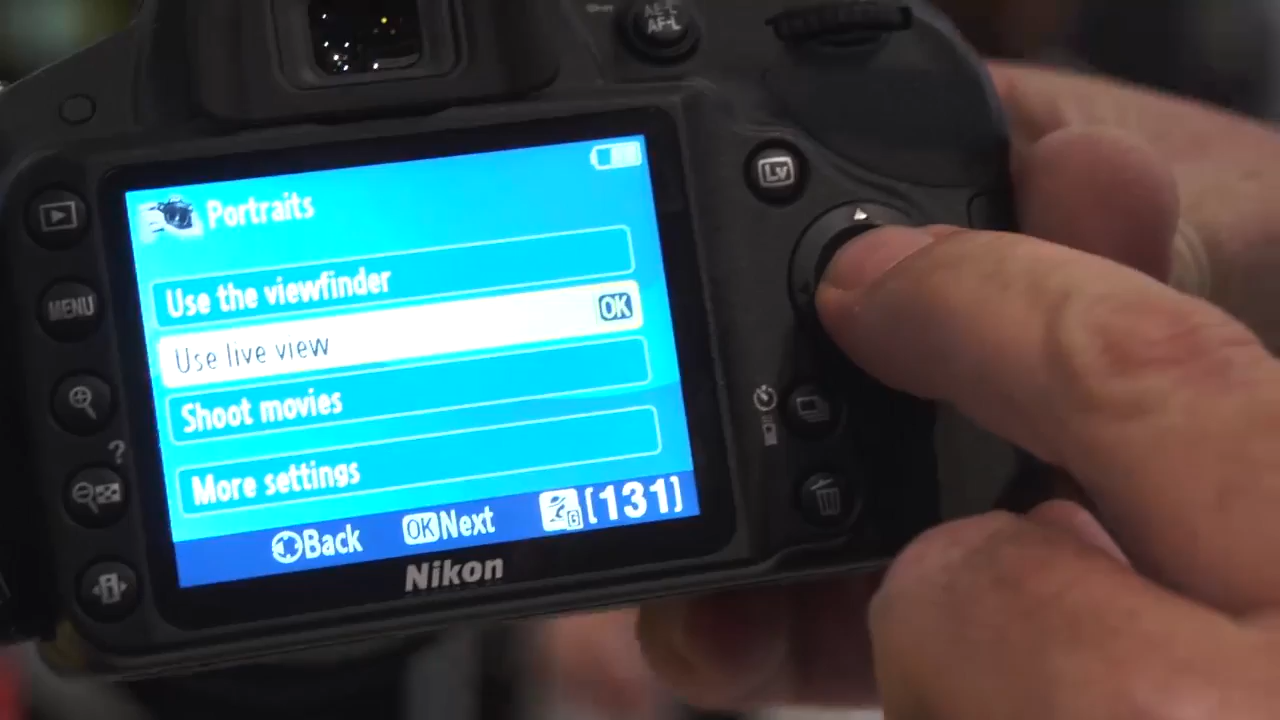 AE-L
AF-L
Lv
Portraits
Use the viewfinder
Use live view OK
Shoot movies
More settings
Back OK Next [131]
MENU
?
Nikon